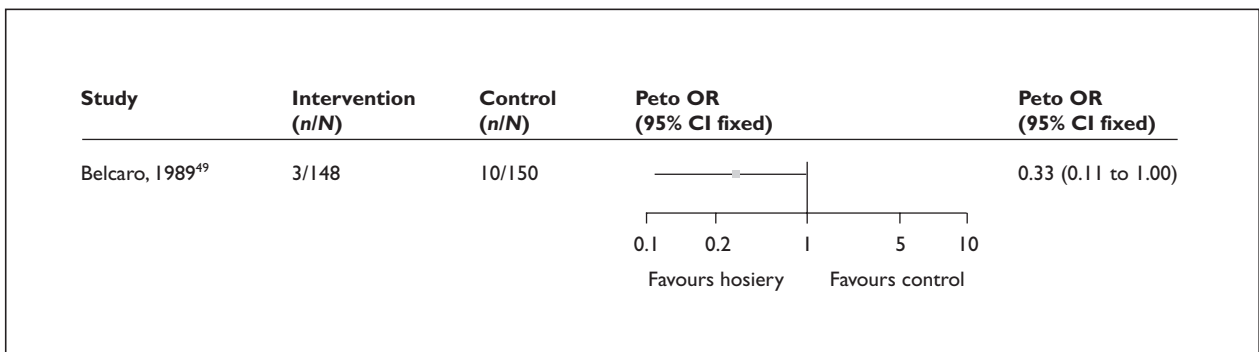 Study Intervention Control Peto OR Peto OR
(n/N) (n/N) (95% CI fixed) (95% CI fixed)
Belcaro, 1989⁴⁹ 3/148 10/150 0.33 (0.11 to 1.00)
0.1 0.2 1 5 10
Favours hosiery Favours control